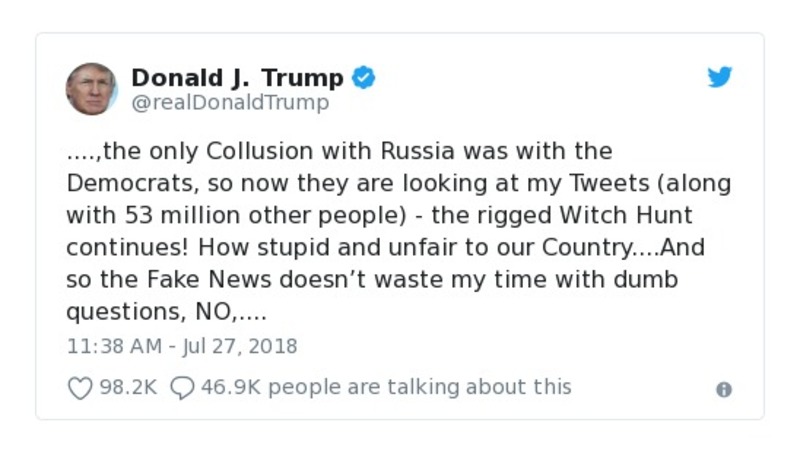 Donald J. Trump
@realDonaldTrump
....,the only Collusion with Russia was with the
Democrats, so now they are looking at my Tweets (along
with 53 million other people) - the rigged Witch Hunt
continues! How stupid and unfair to our Country....And
so the Fake News doesn’t waste my time with dumb
questions, NO,....
11:38 AM - Jul 27, 2018
98.2K 46.9K people are talking about this